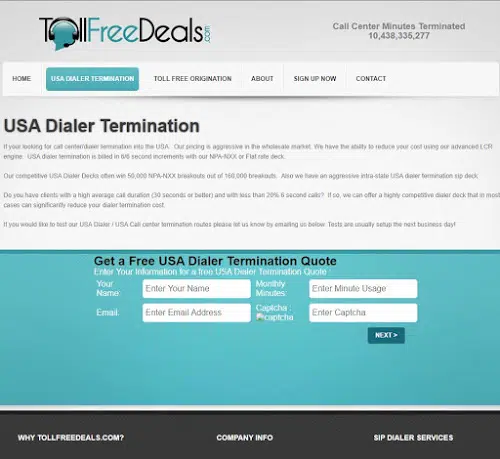 TollFreeDeals.com
Call Center Minutes Terminated
10,438,335,277
HOME USA DIALER TERMINATION TOLL FREE ORIGINATION ABOUT SIGN UP NOW CONTACT
USA Dialer Termination
If your looking for call center/dialer termination into the USA. Our pricing is aggressive in the wholesale market. We have the ability to reduce your cost using our advanced LCR
engine. USA dialer termination is billed in 6/6 second increments with our NPA-NXX or Flat rate deck.
Our competitive USA Dialer Decks often win 50,000 NPA-NXX breakouts out of 160,000 breakouts. Also we have an aggressive intra-state USA dialer termination sip deck.
Do you have clients with a high average call duration (30 seconds or better) and with less than 20% 6 second calls? If so, we can offer a highly competitive dialer deck that in most
cases can significantly reduce your dialer termination cost.
If you would like to test our USA Dialer / USA Call center termination routes please let us know by emailing us below. Tests are usually setup the next business day!
Get a Free USA Dialer Termination Quote
Enter Your Information for a free USA Dialer Termination Quote
Your Name: Enter Your Name Monthly Minutes: Enter Minute Usage
Email: Enter Email Address Captcha : captcha Enter Captcha
NEXT >
WHY TOLLFREEDEALS.COM? COMPANY INFO SIP DIALER SERVICES